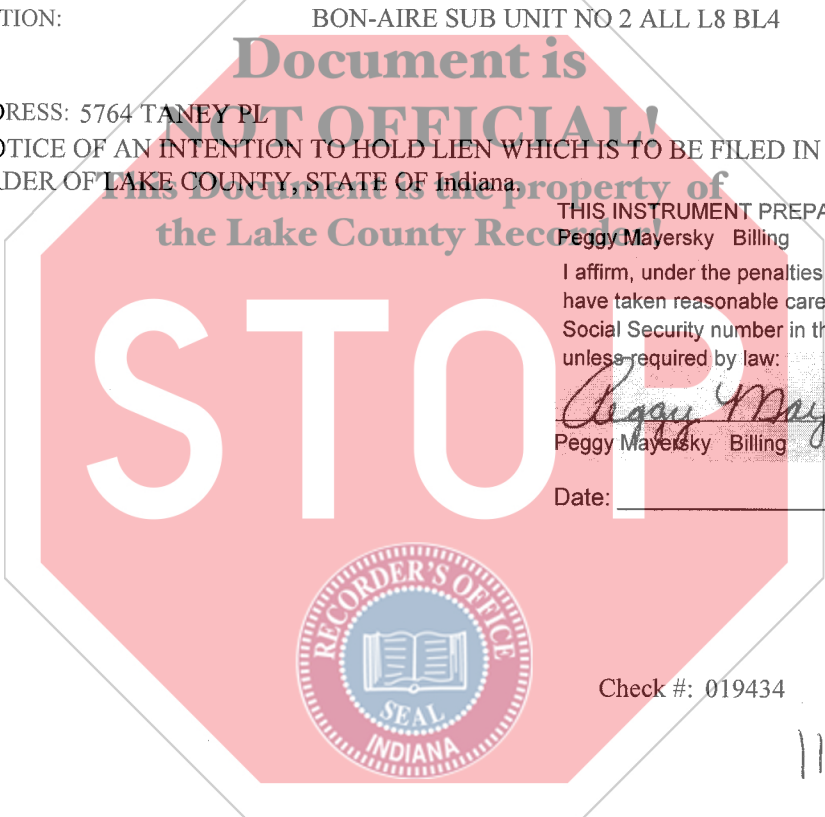 TION: BON-AIRE SUB UNIT NO 2 ALL L8 BL4
Document is
DRESS: 5764 TANEY PL
NOT OFFICIAL!
OTICE OF AN INTENTION TO HOLD LIEN WHICH IS TO BE FILED IN
RDER OF LAKE COUNTY, STATE OF Indiana.
This Document is the property of
the Lake County Recorder!
THIS INSTRUMENT PREPA
Peggy Mayersky Billing
I affirm, under the penalties
have taken reasonable care
Social Security number in th
unless required by law:
Peggy May
Peggy Mayersky Billing
Date:
STOP
RECORDER'S OFFICE
SEAL
INDIANA
Check #: 019434
11